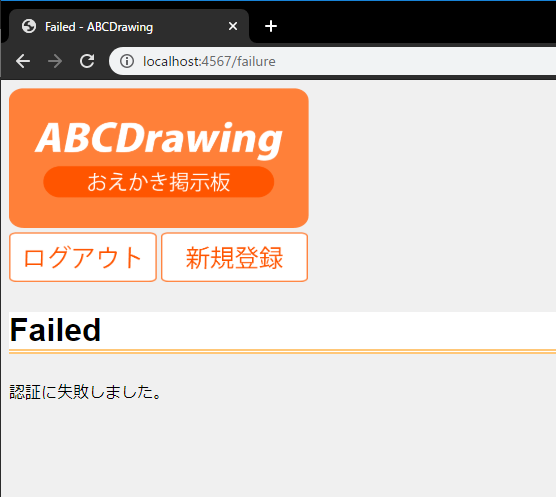 Failed - ABCDrawing
localhost:4567/failure
ABCDrawing
おえかき掲示板
ログアウト 新規登録
Failed
認証に失敗しました。